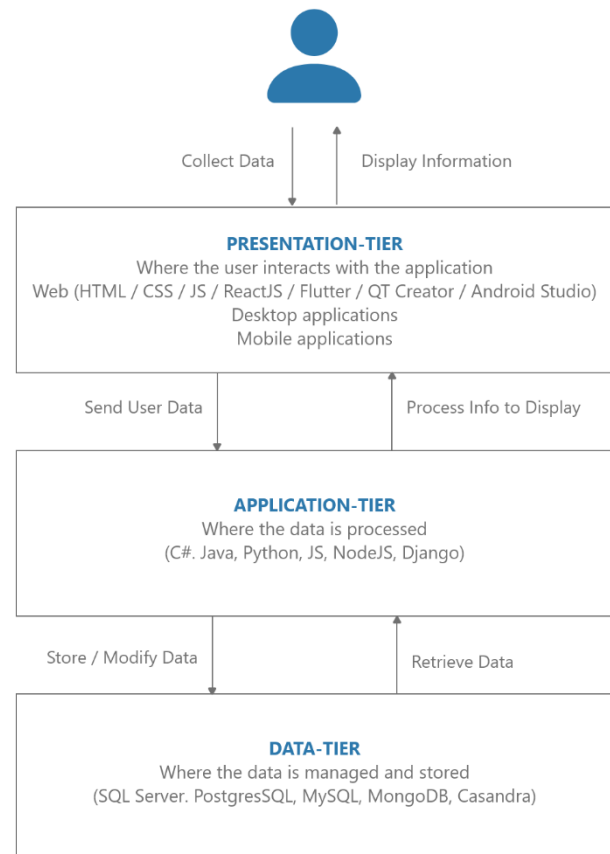 Collect Data
Display Information
PRESENTATION-TIER
Where the user interacts with the application
Web (HTML / CSS / JS / ReactJS / Flutter / QT Creator / Android Studio)
Desktop applications
Mobile applications
Send User Data
Process Info to Display
APPLICATION-TIER
Where the data is processed
(C#. Java, Python, JS, NodeJS, Django)
Store / Modify Data
Retrieve Data
DATA-TIER
Where the data is managed and stored
(SQL Server. PostgresSQL, MySQL, MongoDB, Casandra)